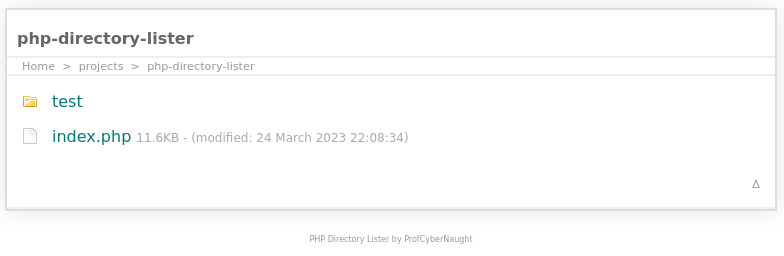 php-directory-lister
Home > projects > php-directory-lister
test
index.php 11.6KB - (modified: 24 March 2023 22:08:34)
Δ
PHP Directory Lister by ProfCyberNaught